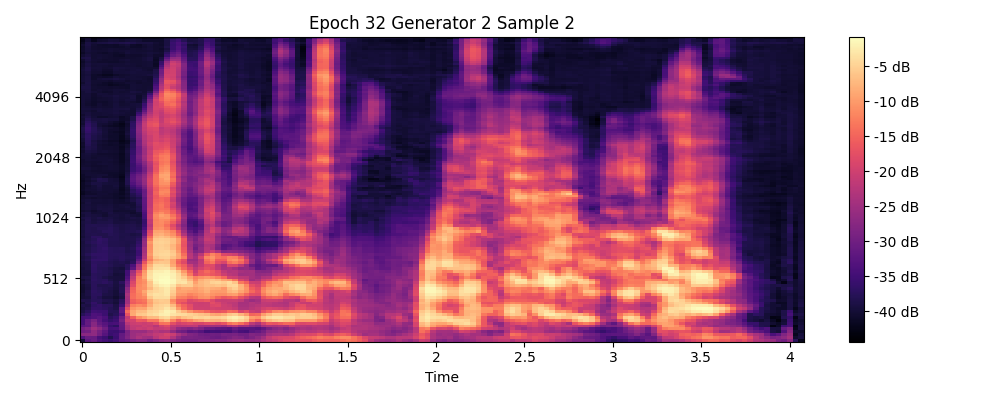 Epoch 32 Generator 2 Sample 2
Hz
4096
2048
1024
512
0
0 0.5 1 1.5 2 2.5 3 3.5 4
Time
-5 dB
-10 dB
-15 dB
-20 dB
-25 dB
-30 dB
-35 dB
-40 dB